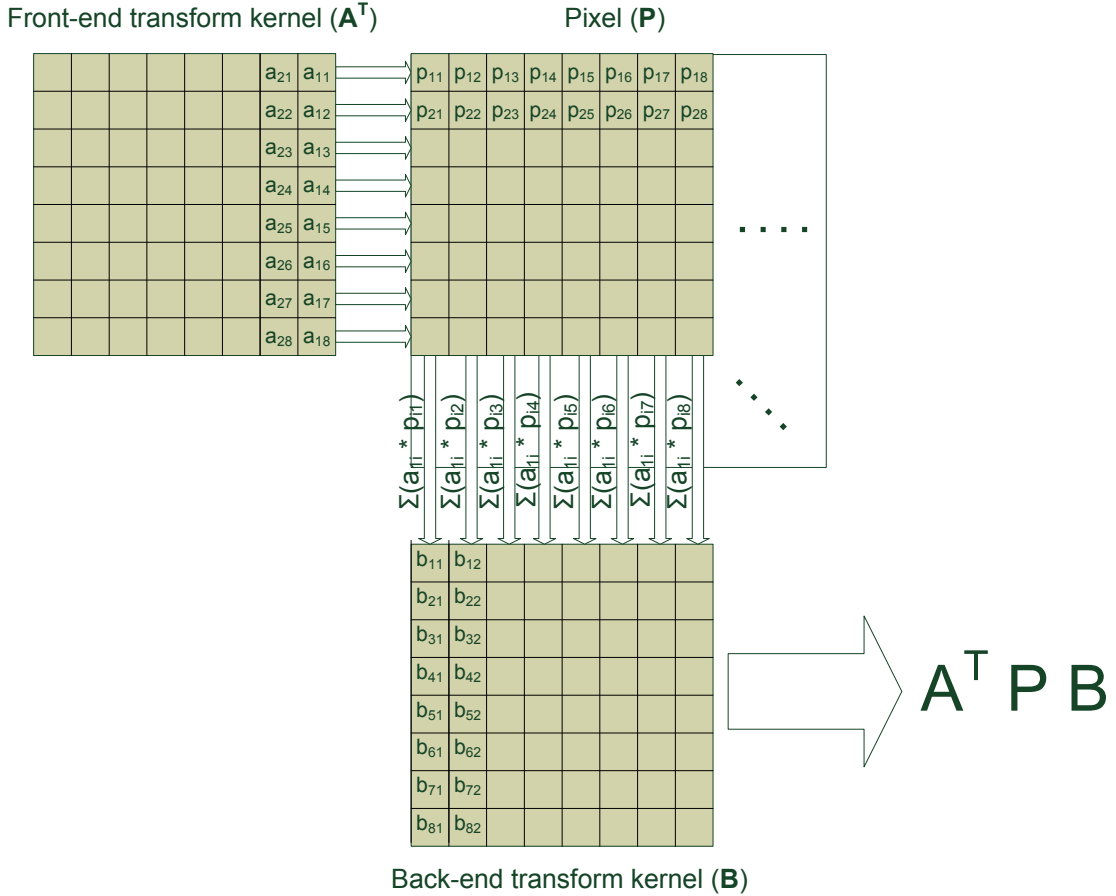 Front-end transform kernel (Aᵀ) Pixel (P)
a₂₁ a₁₁ p₁₁ p₁₂ p₁₃ p₁₄ p₁₅ p₁₆ p₁₇ p₁₈
a₂₂ a₁₂ p₂₁ p₂₂ p₂₃ p₂₄ p₂₅ p₂₆ p₂₇ p₂₈
a₂₃ a₁₃
a₂₄ a₁₄
a₂₅ a₁₅
a₂₆ a₁₆
a₂₇ a₁₇
a₂₈ a₁₈
Σ(a₁ᵢ * pᵢ₁)
Σ(a₁ᵢ * pᵢ₂)
Σ(a₁ᵢ * pᵢ₃)
Σ(a₁ᵢ * pᵢ₄)
Σ(a₁ᵢ * pᵢ₅)
Σ(a₁ᵢ * pᵢ₆)
Σ(a₁ᵢ * pᵢ₇)
Σ(a₁ᵢ * pᵢ₈)
b₁₁ b₁₂
b₂₁ b₂₂
b₃₁ b₃₂
b₄₁ b₄₂
b₅₁ b₅₂
b₆₁ b₆₂
b₇₁ b₇₂
b₈₁ b₈₂
Aᵀ P B
Back-end transform kernel (B)